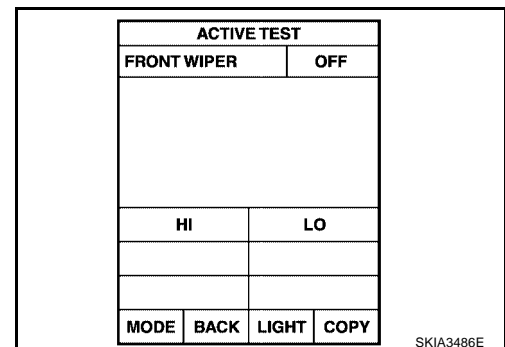 ACTIVE TEST
FRONT WIPER OFF
HI LO
MODE BACK LIGHT COPY
SKIA3486E